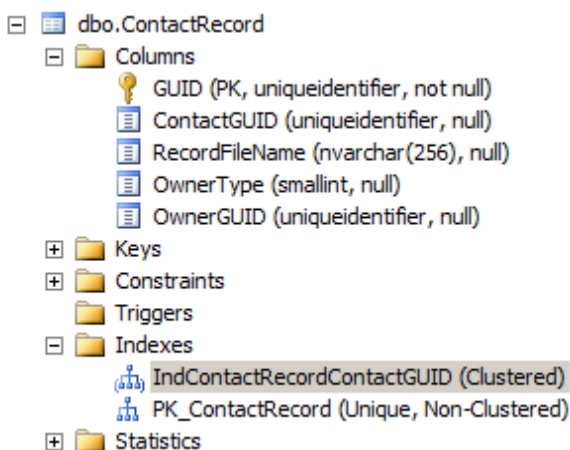 dbo.ContactRecord
Columns
GUID (PK, uniqueidentifier, not null)
ContactGUID (uniqueidentifier, null)
RecordFileName (nvarchar(256), null)
OwnerType (smallint, null)
OwnerGUID (uniqueidentifier, null)
Keys
Constraints
Triggers
Indexes
IndContactRecordContactGUID (Clustered)
PK_ContactRecord (Unique, Non-Clustered)
Statistics